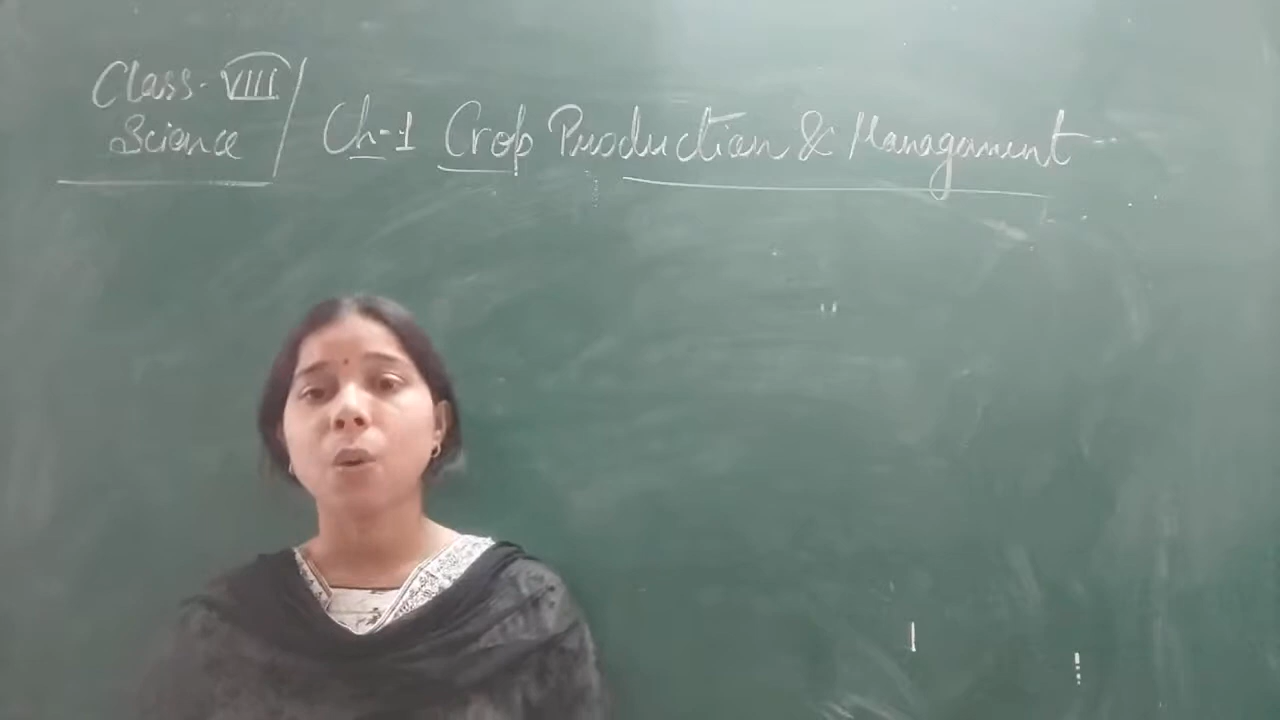 Class-VIII
Science / Ch-1 Crop Production & Management